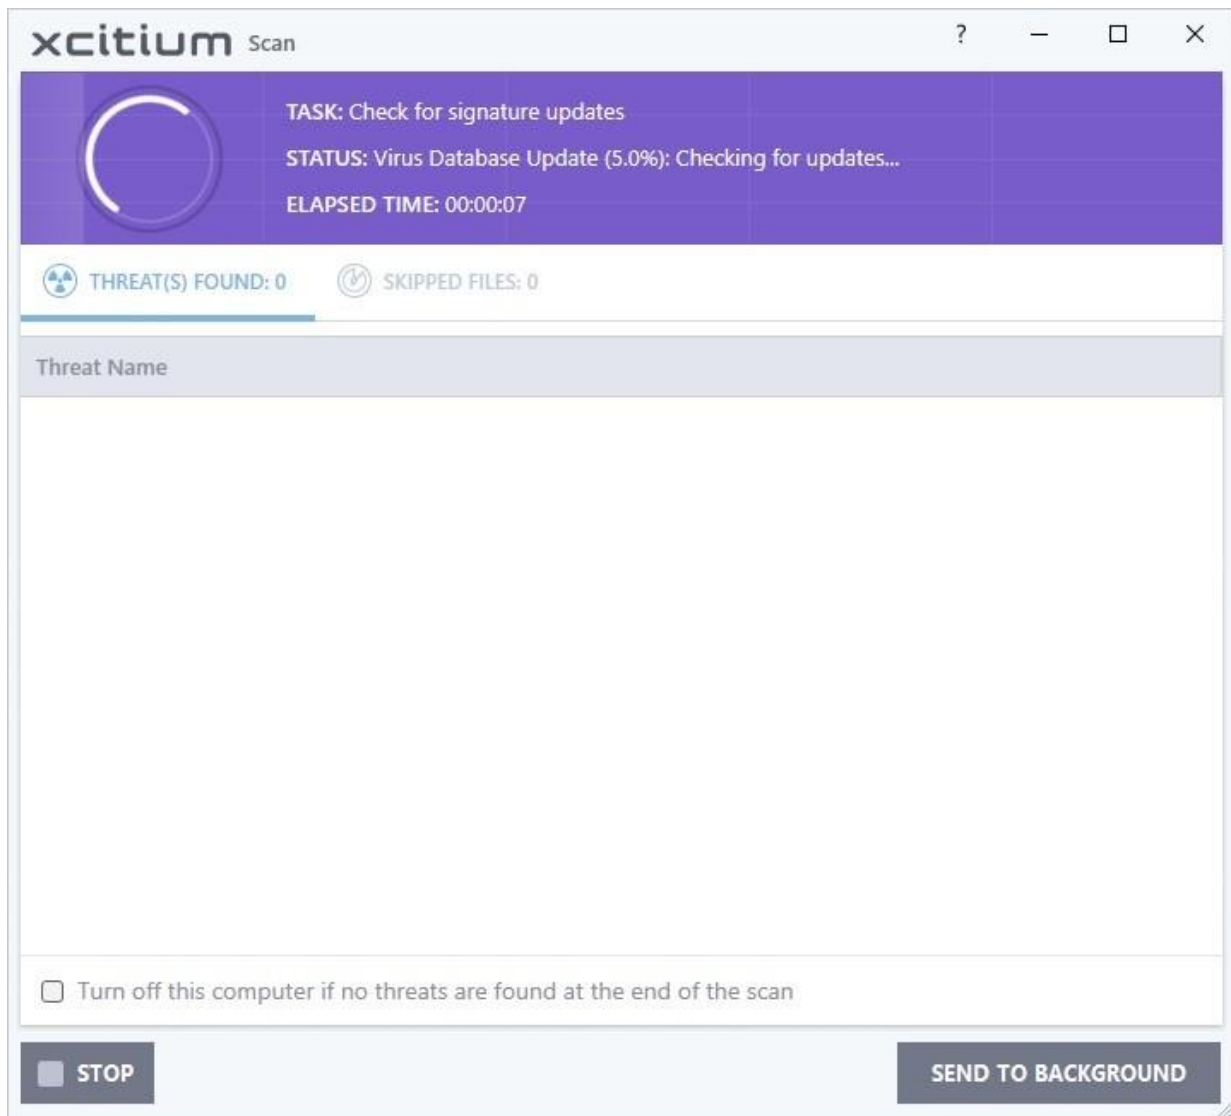 xcitium Scan
?
TASK: Check for signature updates
STATUS: Virus Database Update (5.0%): Checking for updates...
ELAPSED TIME: 00:00:07
THREAT(S) FOUND: 0 SKIPPED FILES: 0
Threat Name
Turn off this computer if no threats are found at the end of the scan
STOP SEND TO BACKGROUND